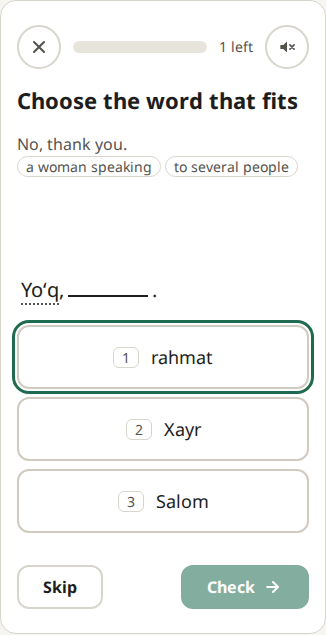 1 left
Choose the word that fits
No, thank you.
a woman speaking to several people
Yoʻq, ________ .
1 rahmat
2 Xayr
3 Salom
Skip Check →